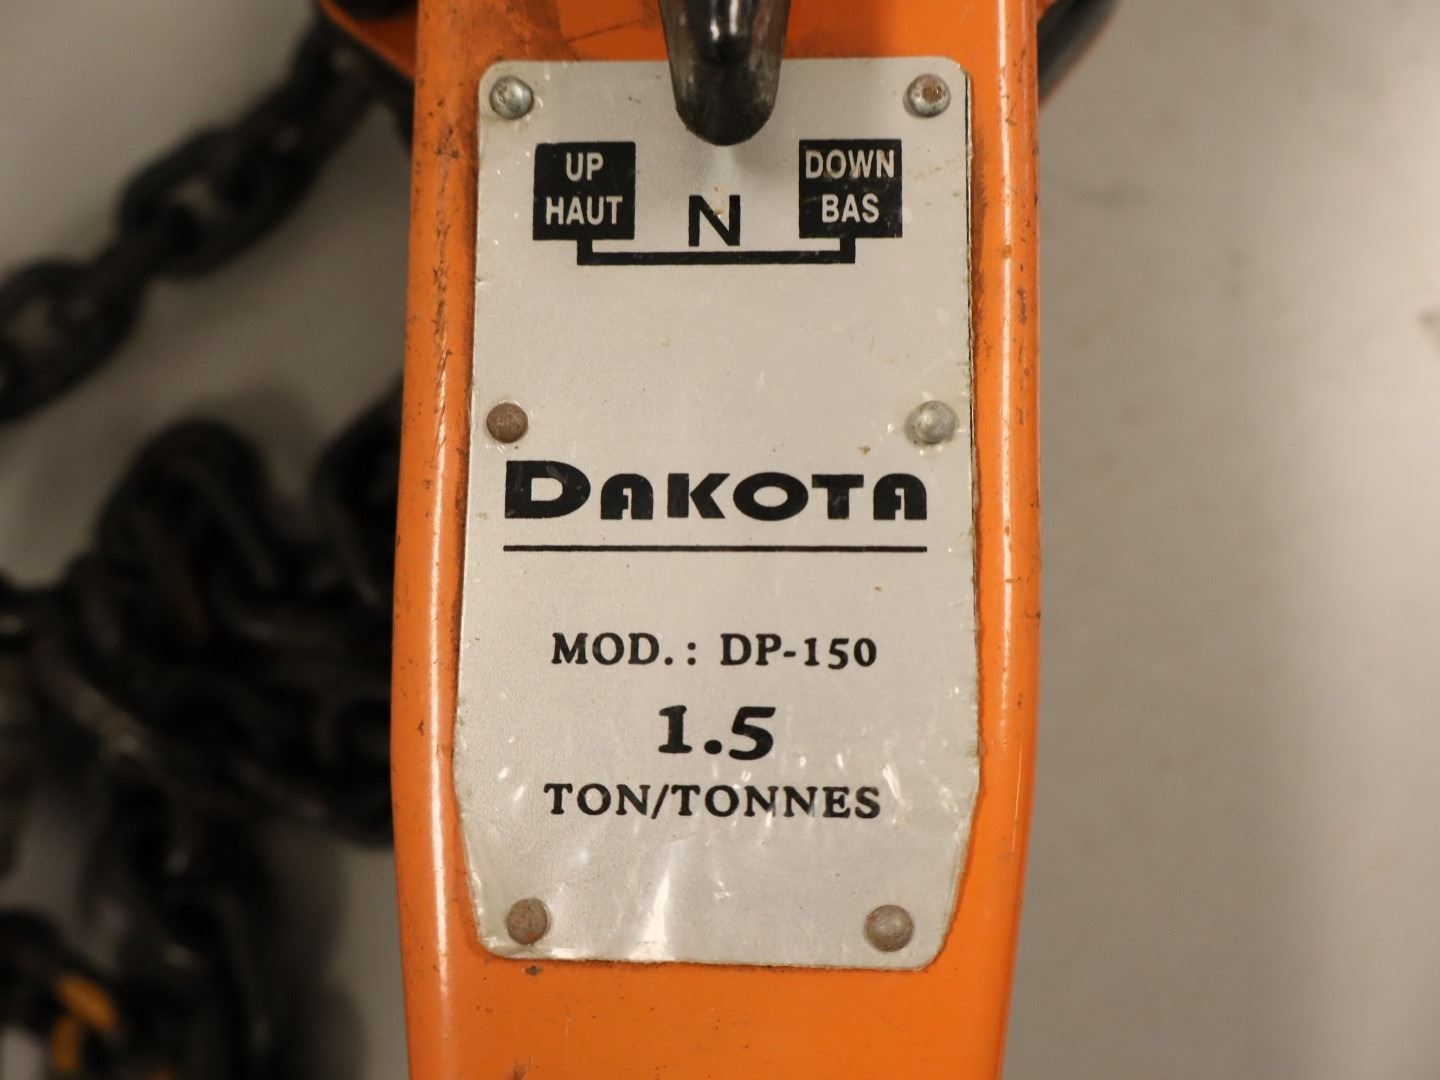 UP
HAUT
N
DOWN
BAS
DAKOTA
MOD.: DP-150
1.5
TON/TONNES